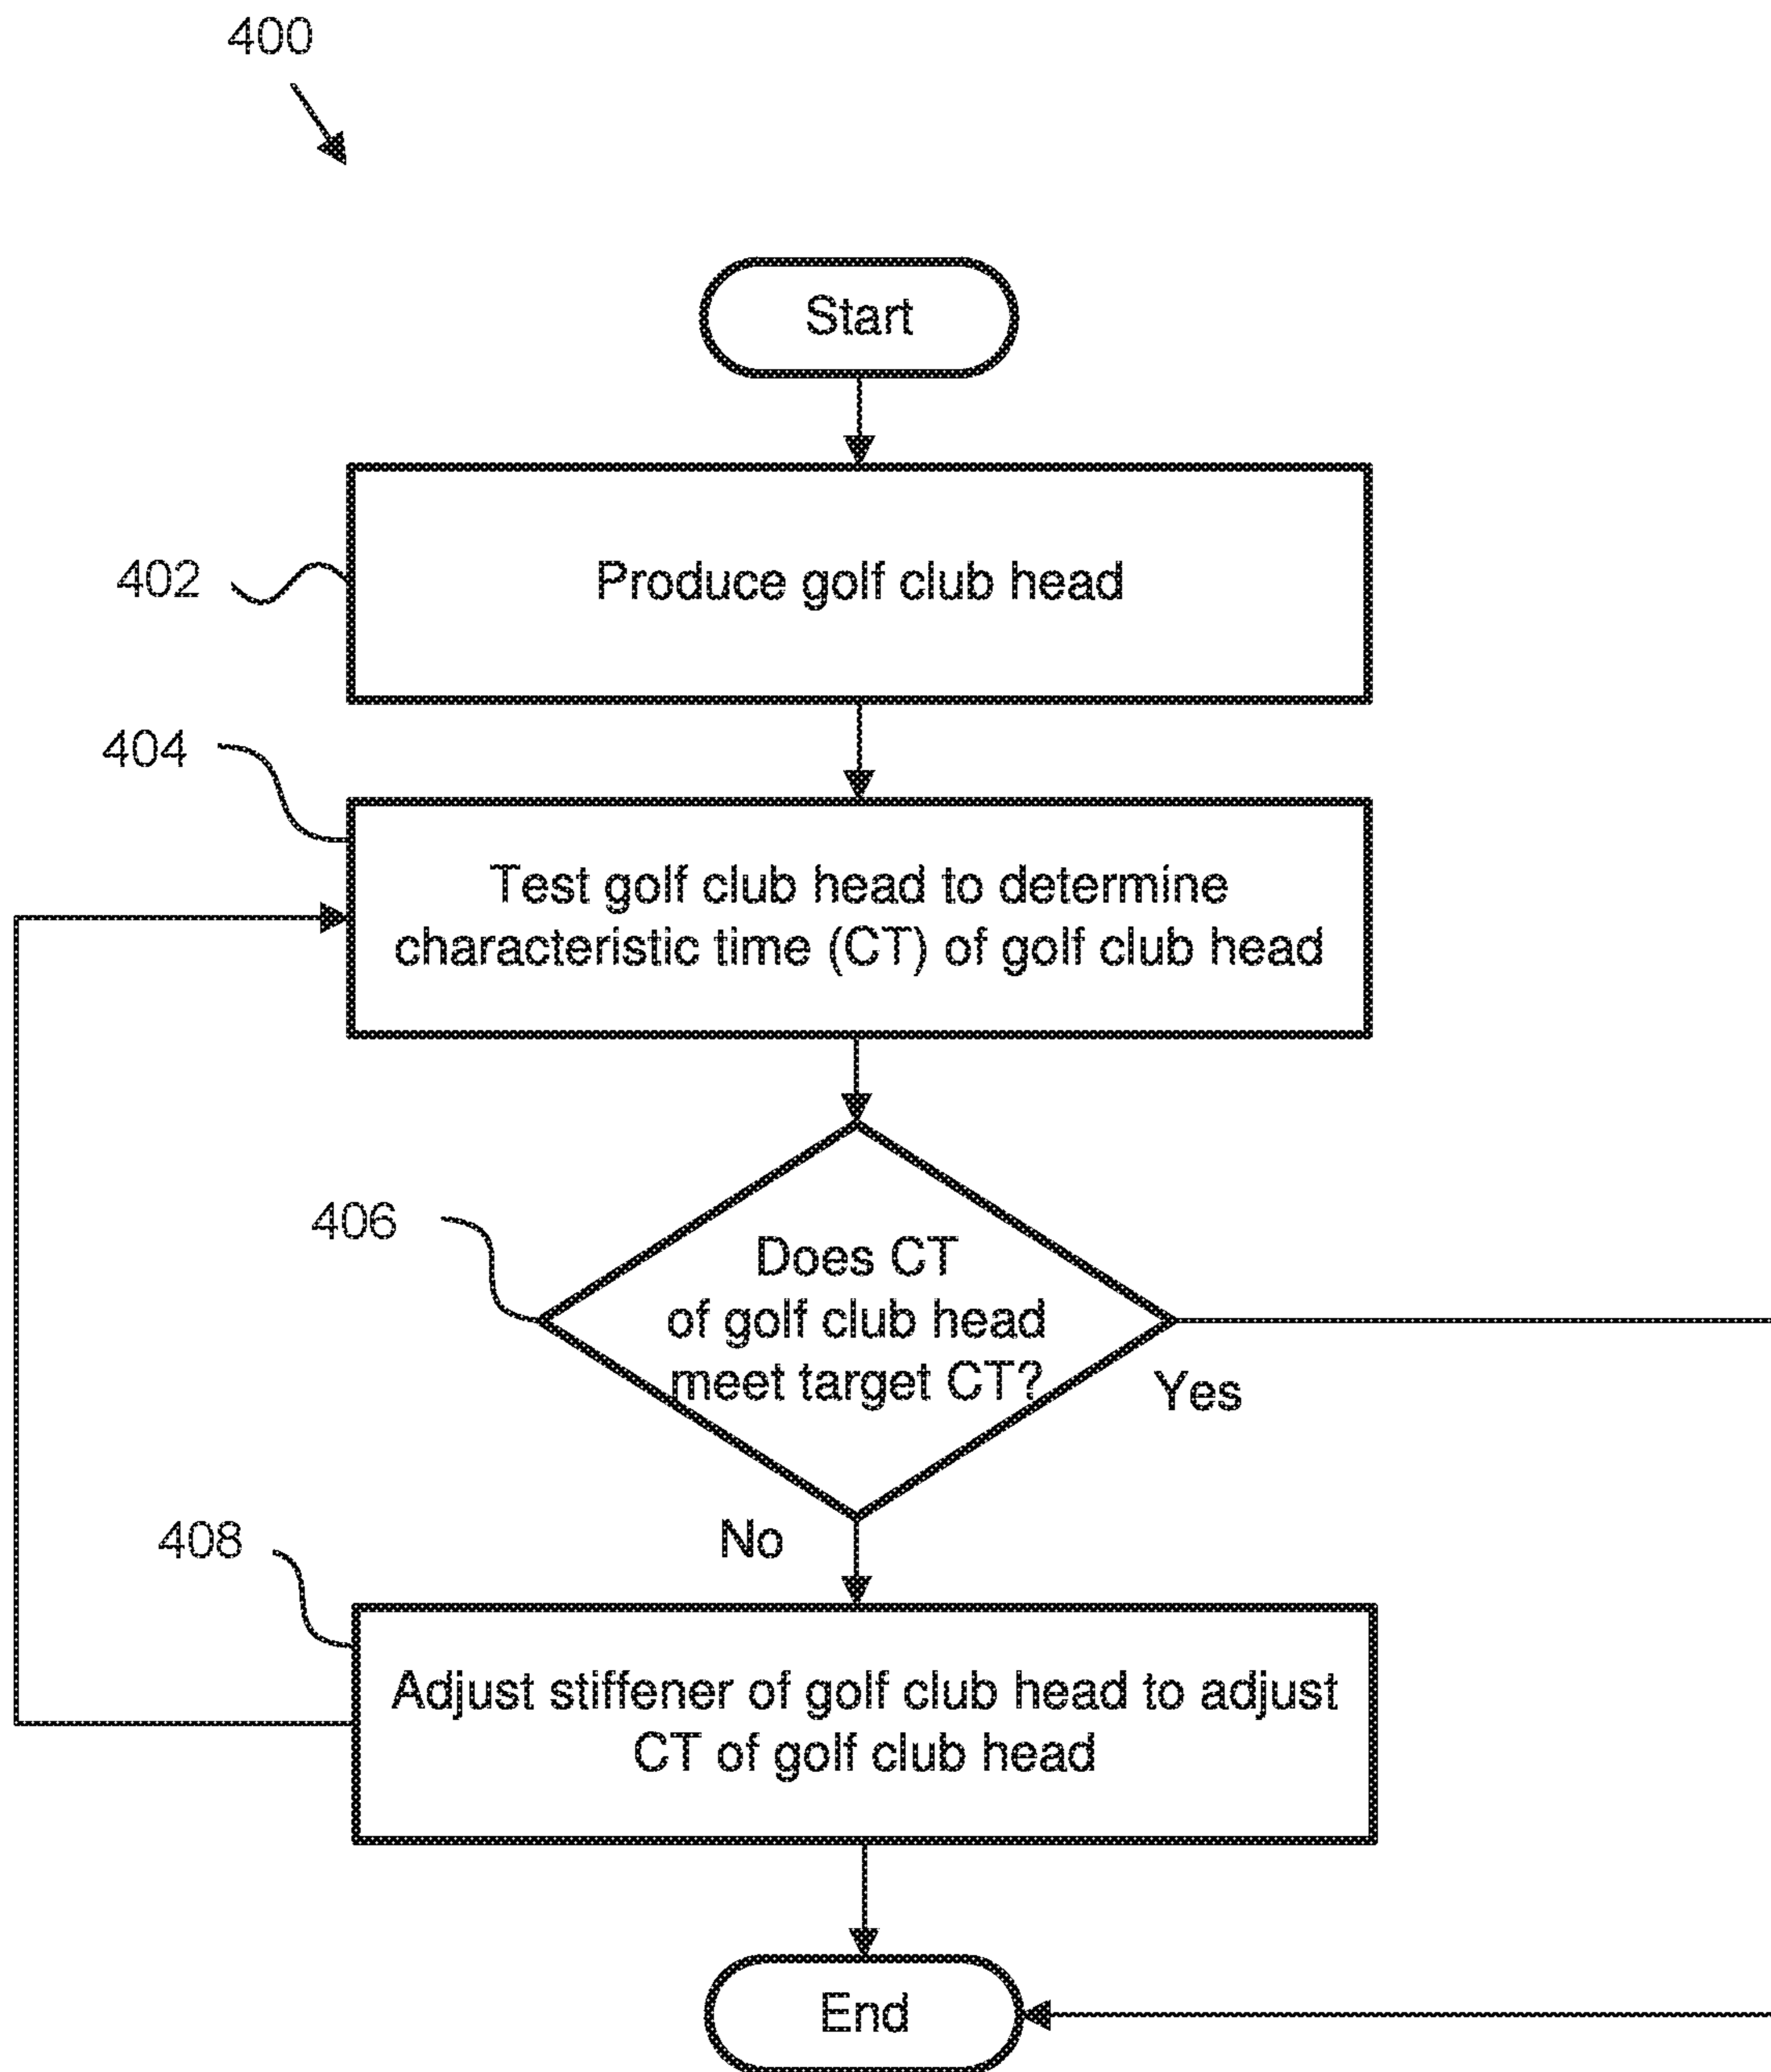 400
Start
402
Produce golf club head
404
Test golf club head to determine
characteristic time (CT) of golf club head
406
Does CT
of golf club head
meet target CT?
Yes
No
408
Adjust stiffener of golf club head to adjust
CT of golf club head
End